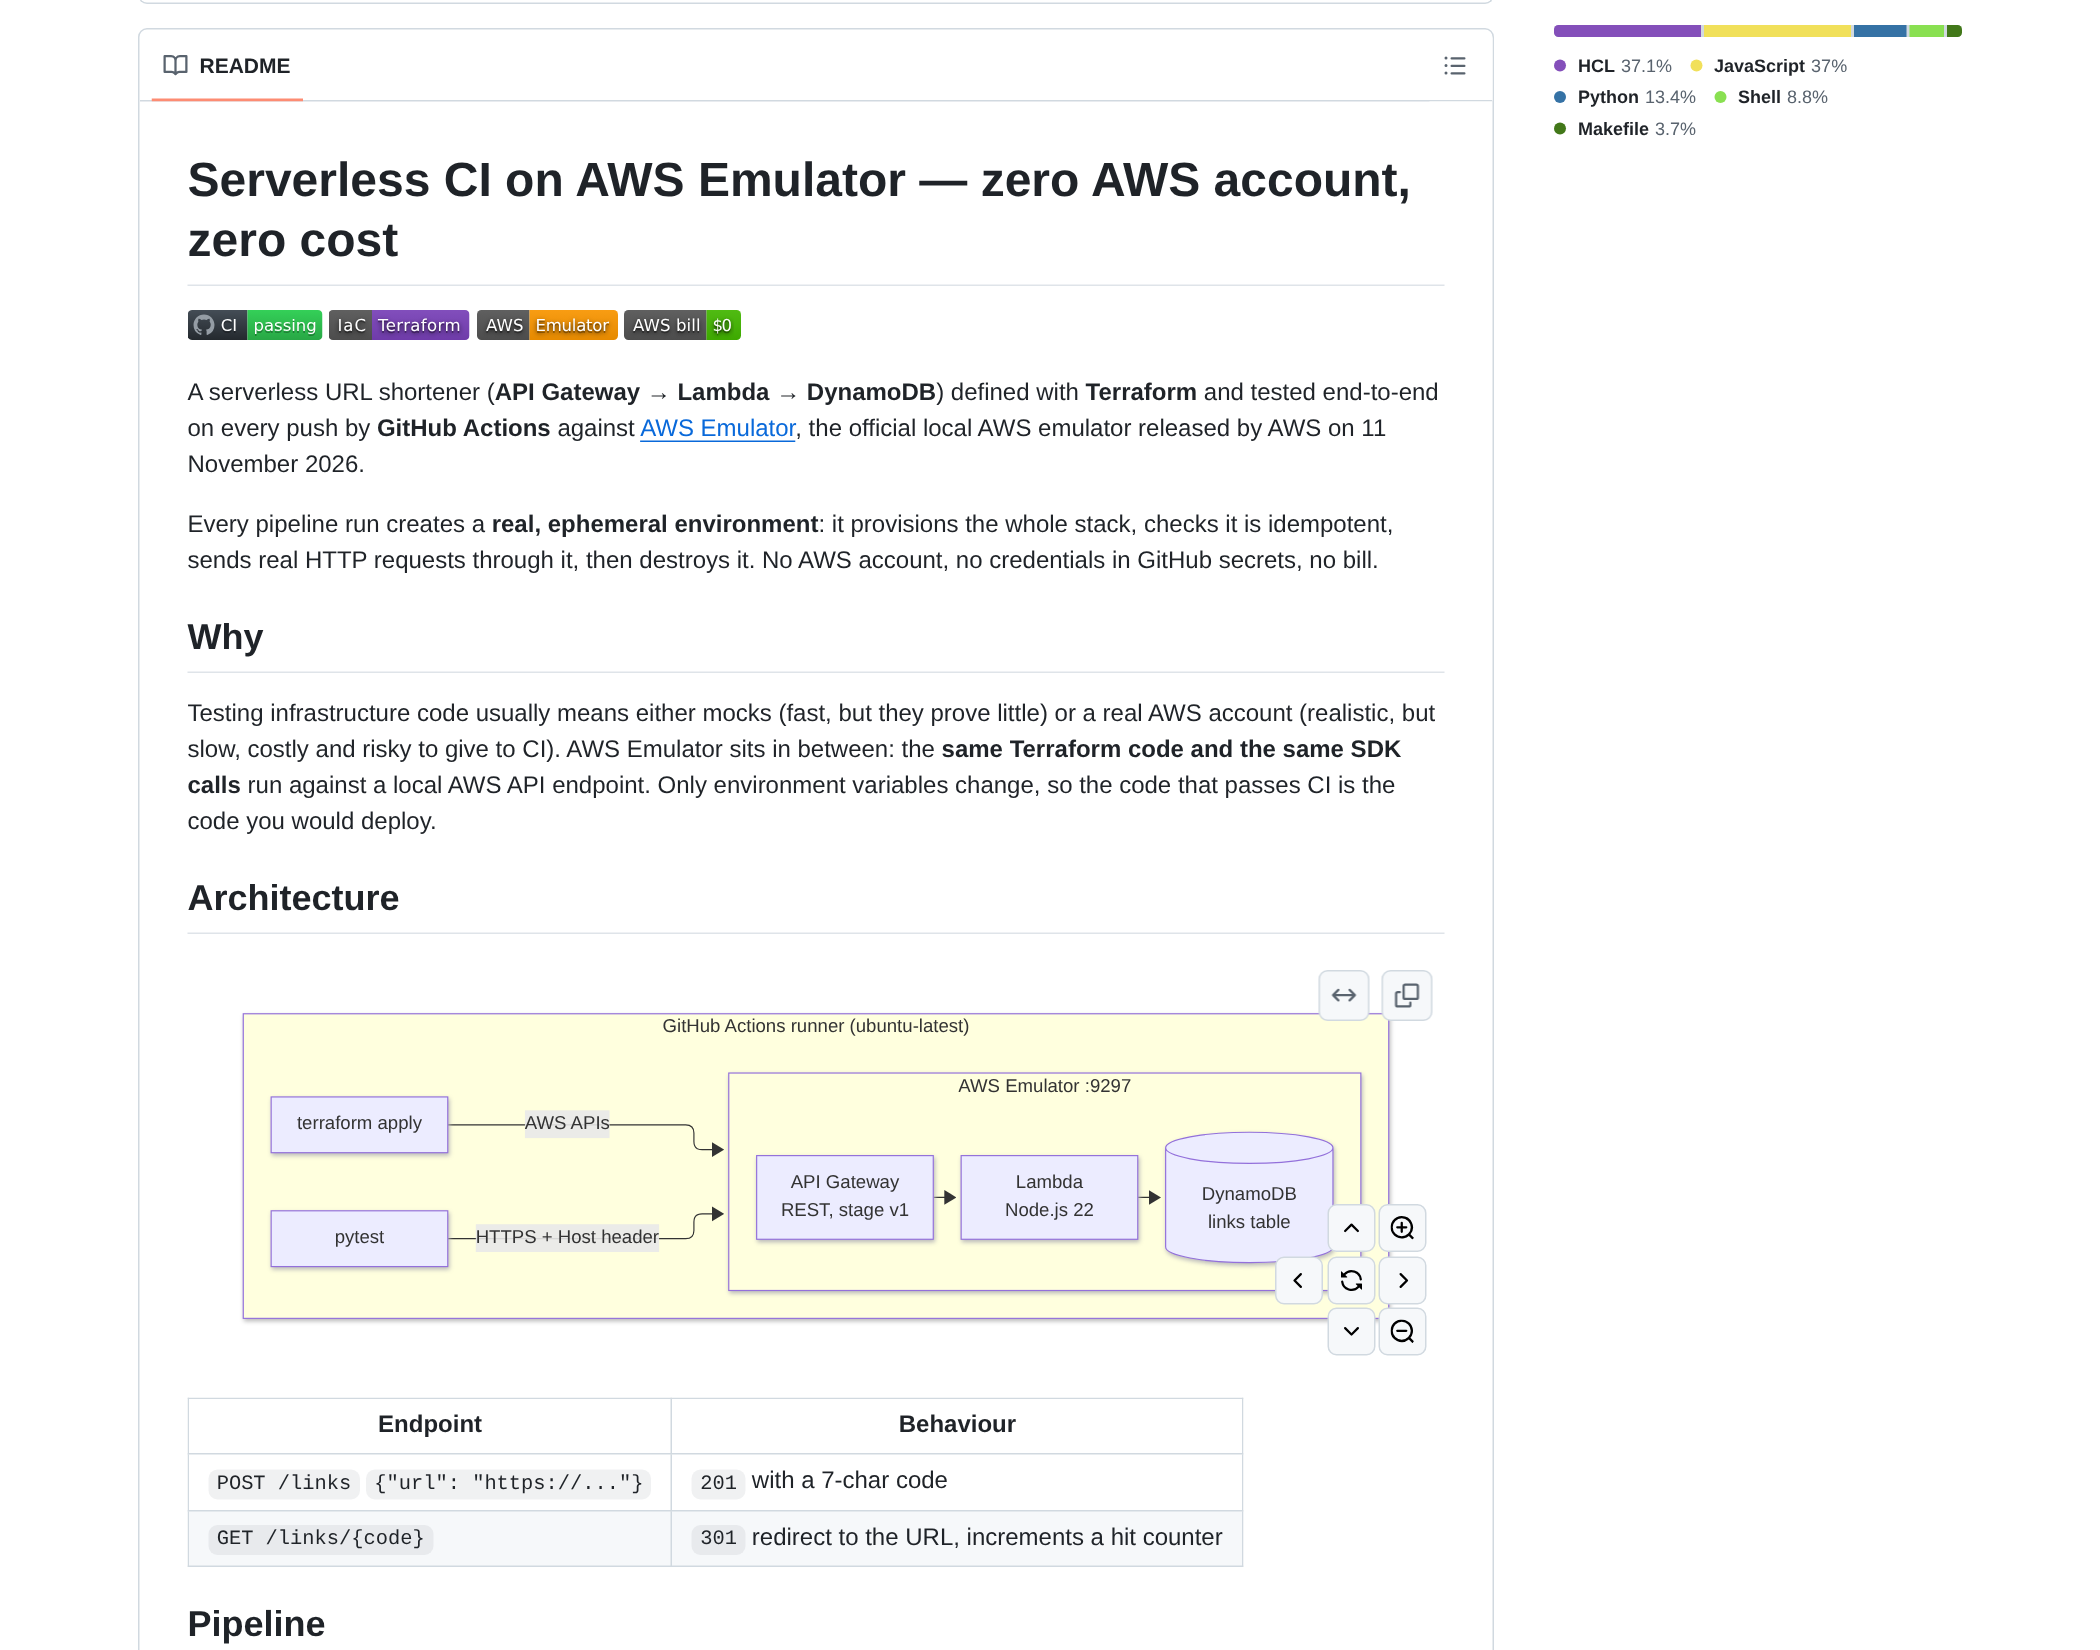 README
HCL 37.1% JavaScript 37%
Python 13.4% Shell 8.8%
Makefile 3.7%
Serverless CI on AWS Emulator — zero AWS account,
zero cost
CI passing IaC Terraform AWS Emulator AWS bill $0
A serverless URL shortener (API Gateway → Lambda → DynamoDB) defined with Terraform and tested end-to-end
on every push by GitHub Actions against AWS Emulator, the official local AWS emulator released by AWS on 11
November 2026.
Every pipeline run creates a real, ephemeral environment: it provisions the whole stack, checks it is idempotent,
sends real HTTP requests through it, then destroys it. No AWS account, no credentials in GitHub secrets, no bill.
Why
Testing infrastructure code usually means either mocks (fast, but they prove little) or a real AWS account (realistic, but
slow, costly and risky to give to CI). AWS Emulator sits in between: the same Terraform code and the same SDK
calls run against a local AWS API endpoint. Only environment variables change, so the code that passes CI is the
code you would deploy.
Architecture
GitHub Actions runner (ubuntu-latest)
AWS Emulator :9297
terraform apply
AWS APIs
API Gateway
REST, stage v1
Lambda
Node.js 22
DynamoDB
links table
pytest
HTTPS + Host header
Endpoint Behaviour
POST /links {"url": "https://..."} 201 with a 7-char code
GET /links/{code} 301 redirect to the URL, increments a hit counter
Pipeline